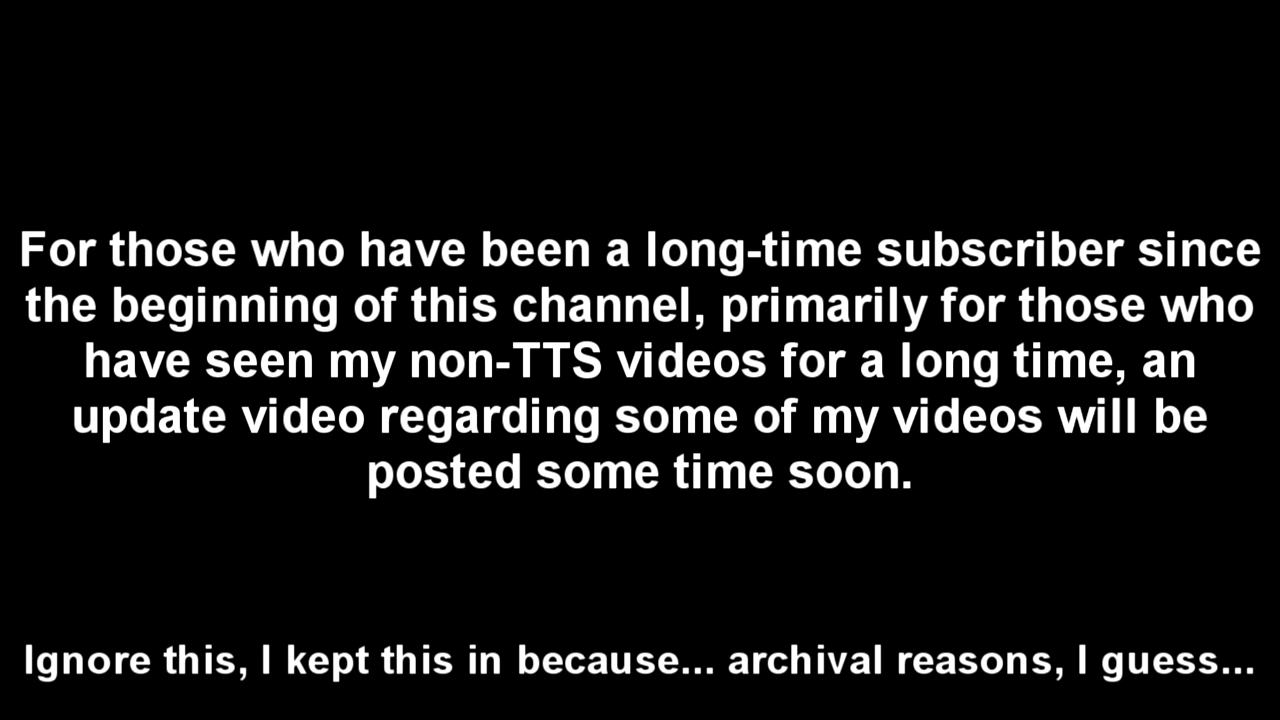 For those who have been a long-time subscriber since
the beginning of this channel, primarily for those who
have seen my non-TTS videos for a long time, an
update video regarding some of my videos will be
posted some time soon.
Ignore this, I kept this in because... archival reasons, I guess...